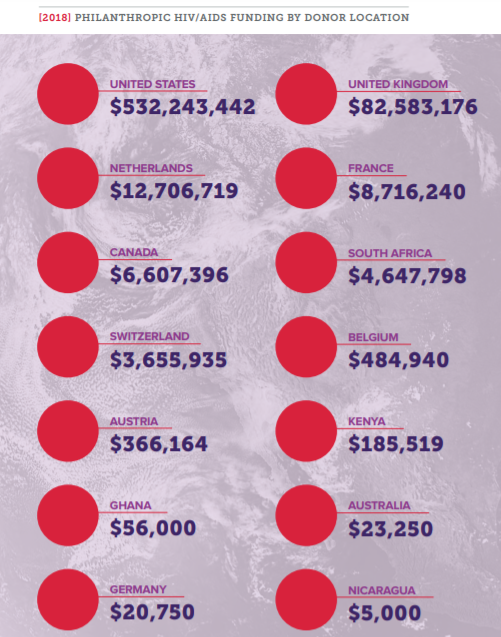 [2018] PHILANTHROPIC HIV/AIDS FUNDING BY DONOR LOCATION
UNITED STATES
$532,243,442
UNITED KINGDOM
$82,583,176
NETHERLANDS
$12,706,719
FRANCE
$8,716,240
CANADA
$6,607,396
SOUTH AFRICA
$4,647,798
SWITZERLAND
$3,655,935
BELGIUM
$484,940
AUSTRIA
$366,164
KENYA
$185,519
GHANA
$56,000
AUSTRALIA
$23,250
GERMANY
$20,750
NICARAGUA
$5,000